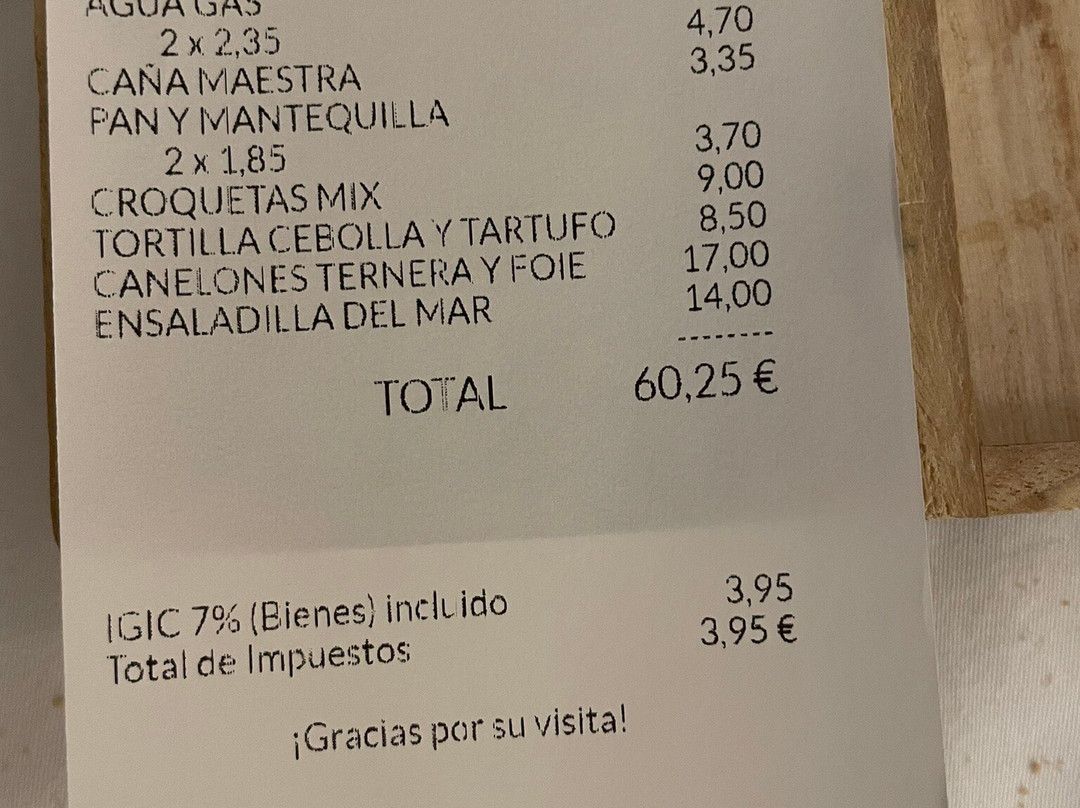 AGUA GAS
2 x 2,35 4,70
CAÑA MAESTRA 3,35
PAN Y MANTEQUILLA
2 x 1,85 3,70
CROQUETAS MIX 9,00
TORTILLA CEBOLLA Y TARTUFO 8,50
CANELONES TERNERA Y FOIE 17,00
ENSALADILLA DEL MAR 14,00
--------
TOTAL 60,25 €
IGIC 7% (Bienes) incluido 3,95
Total de Impuestos 3,95 €
¡Gracias por su visita!